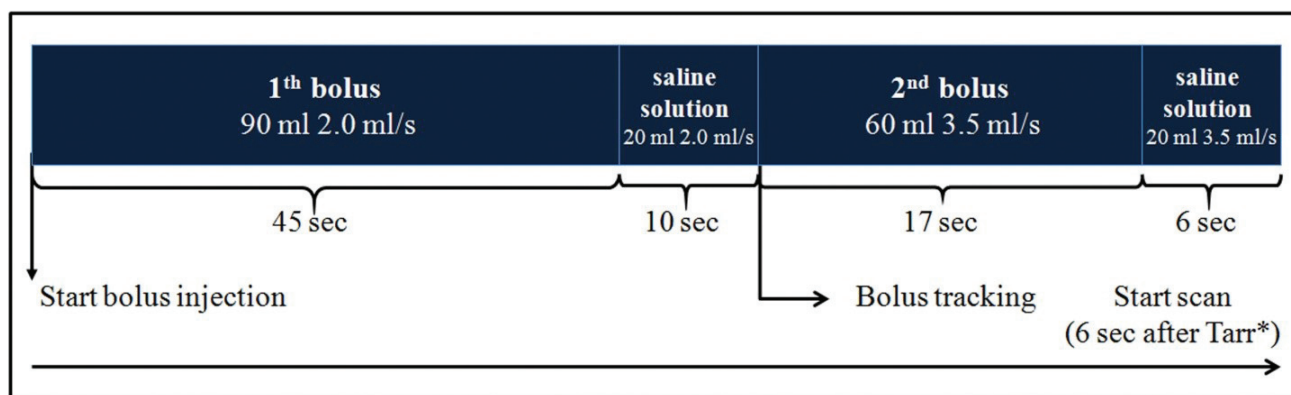 1th bolus
90 ml 2.0 ml/s
saline
solution
20 ml 2.0 ml/s
2nd bolus
60 ml 3.5 ml/s
saline
solution
20 ml 3.5 ml/s
45 sec
10 sec
17 sec
6 sec
Start bolus injection
Bolus tracking
Start scan
(6 sec after Tarr*)